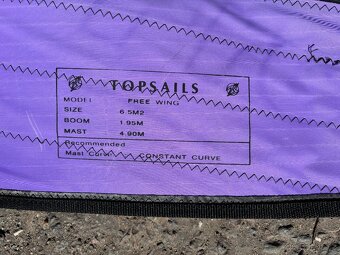 TOPSAILS
MODEL FREE WING
SIZE 6.5M2
BOOM 1.95M
MAST 4.90M
Recommended
Mast Curve CONSTANT CURVE